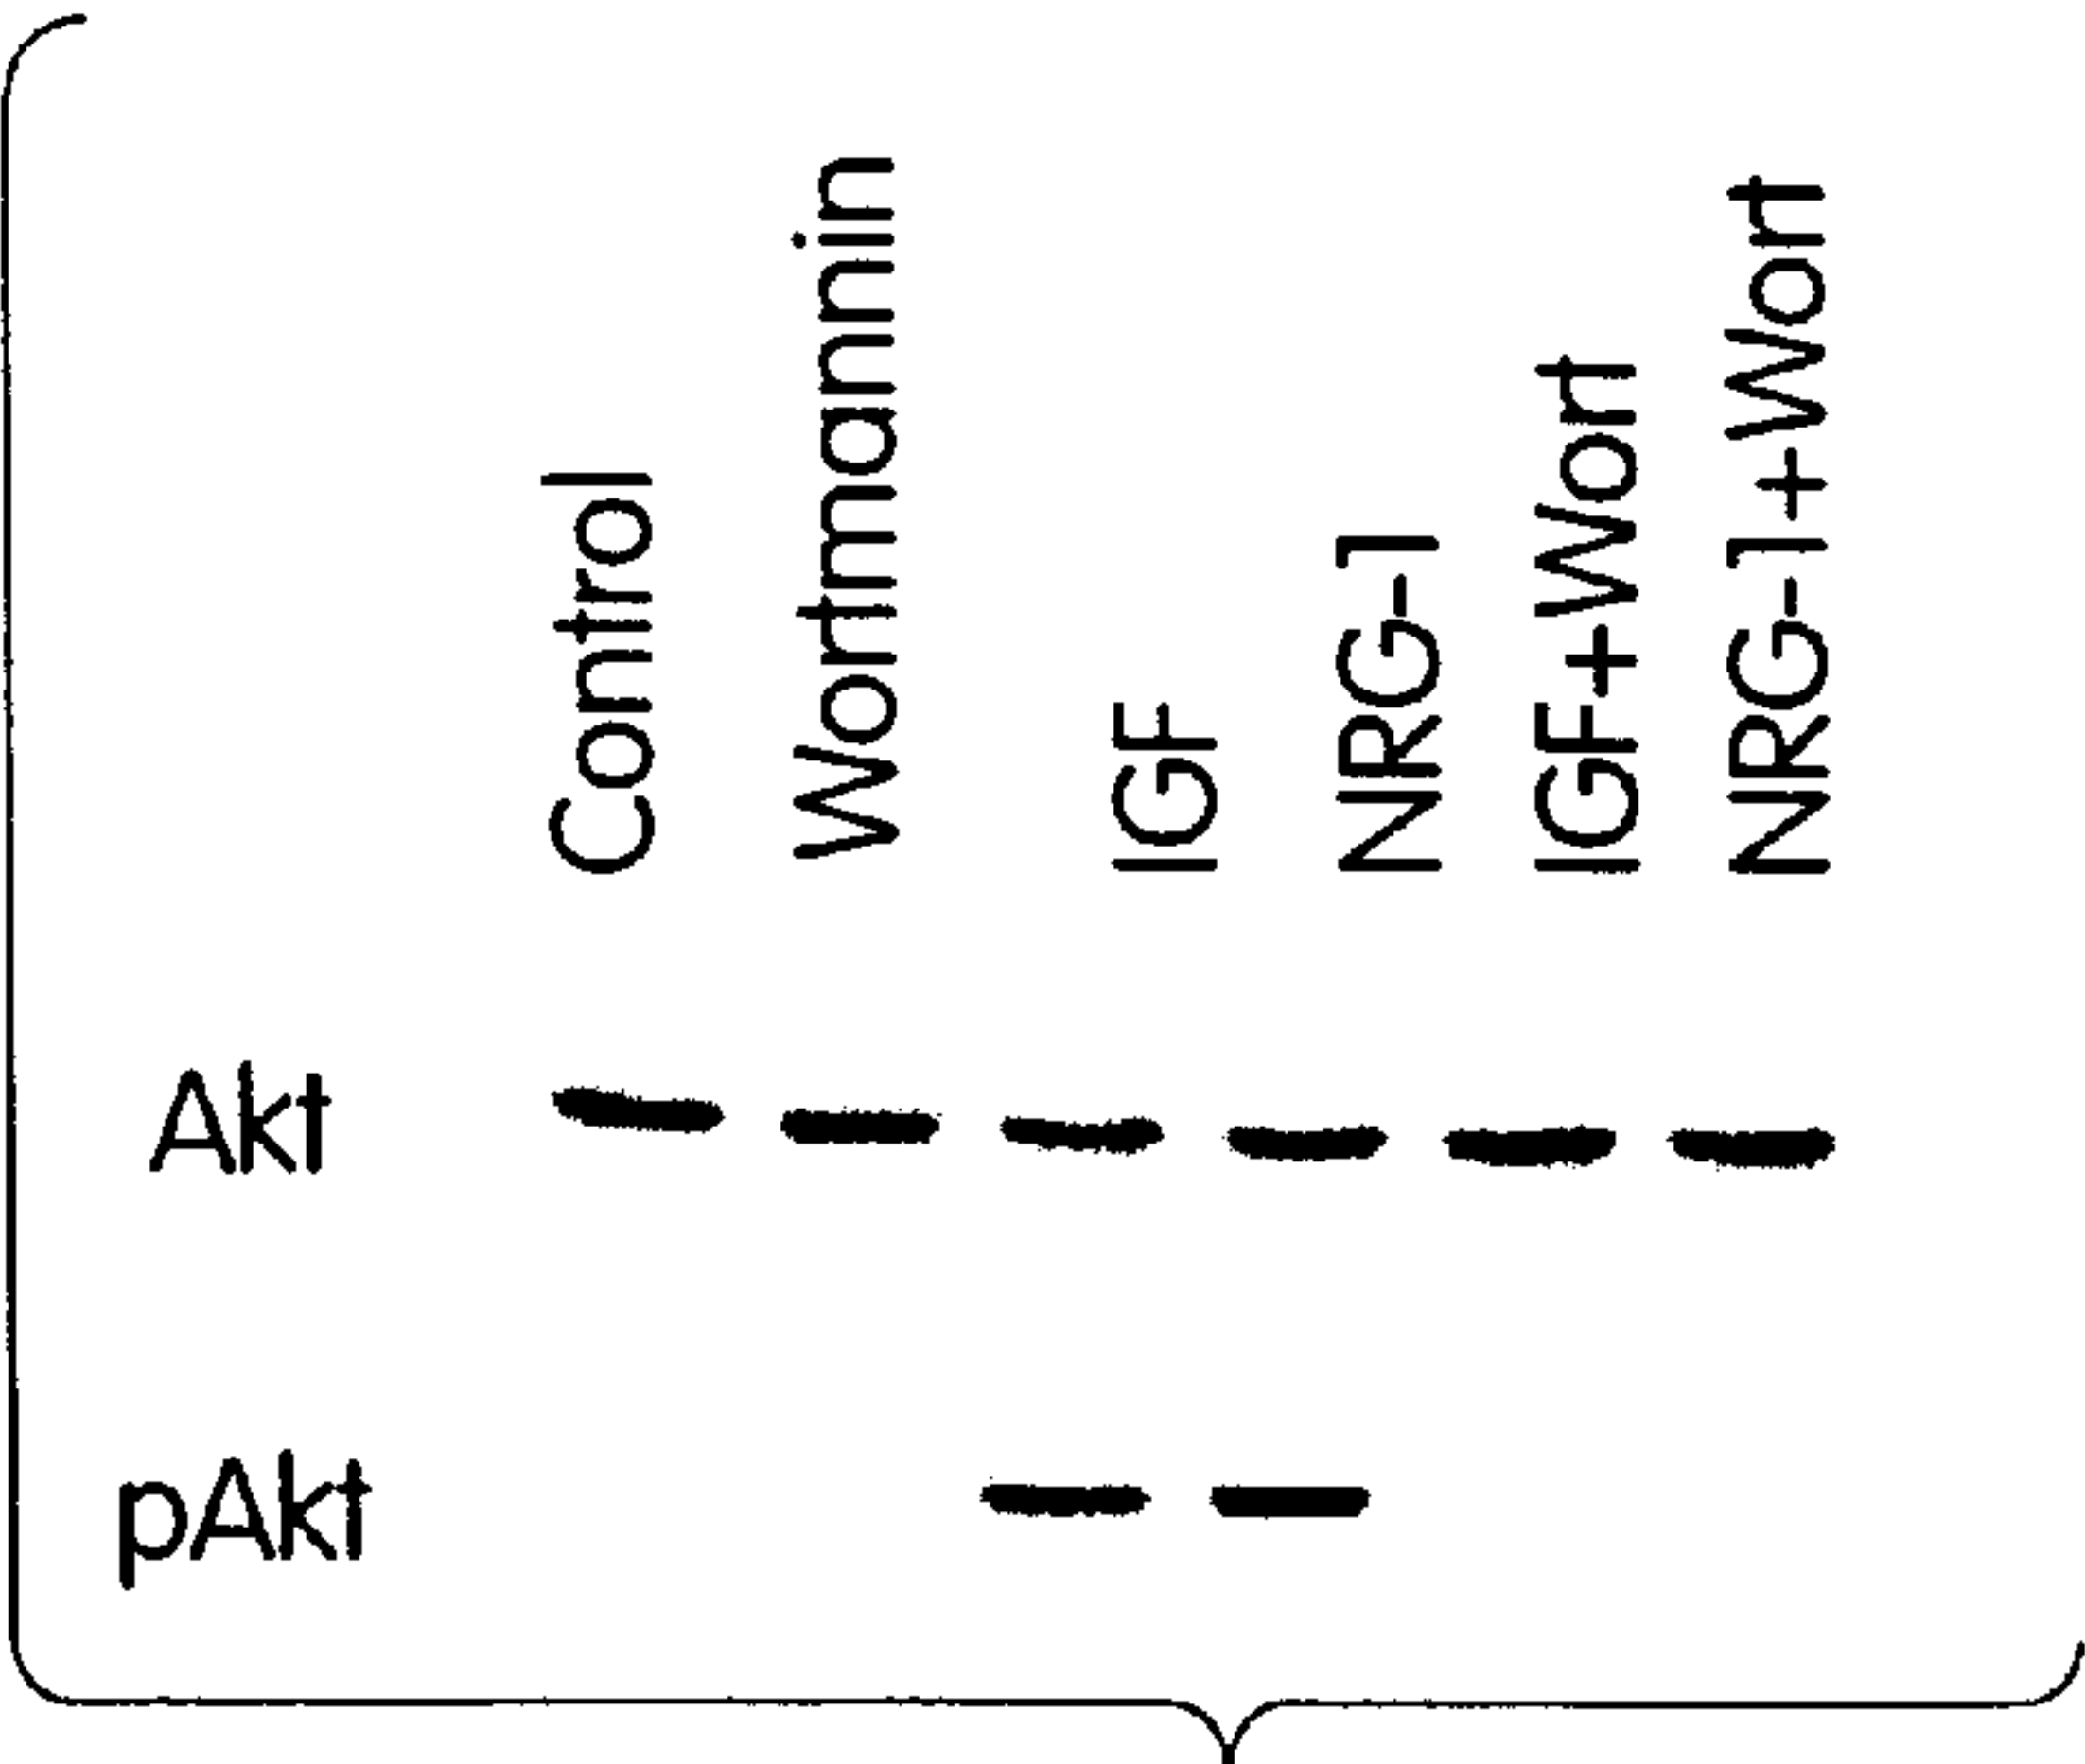 Control
Wortmannin
IGF
NRG-1
IGF+Wort
NRG-1+Wort
Akt
pAkt